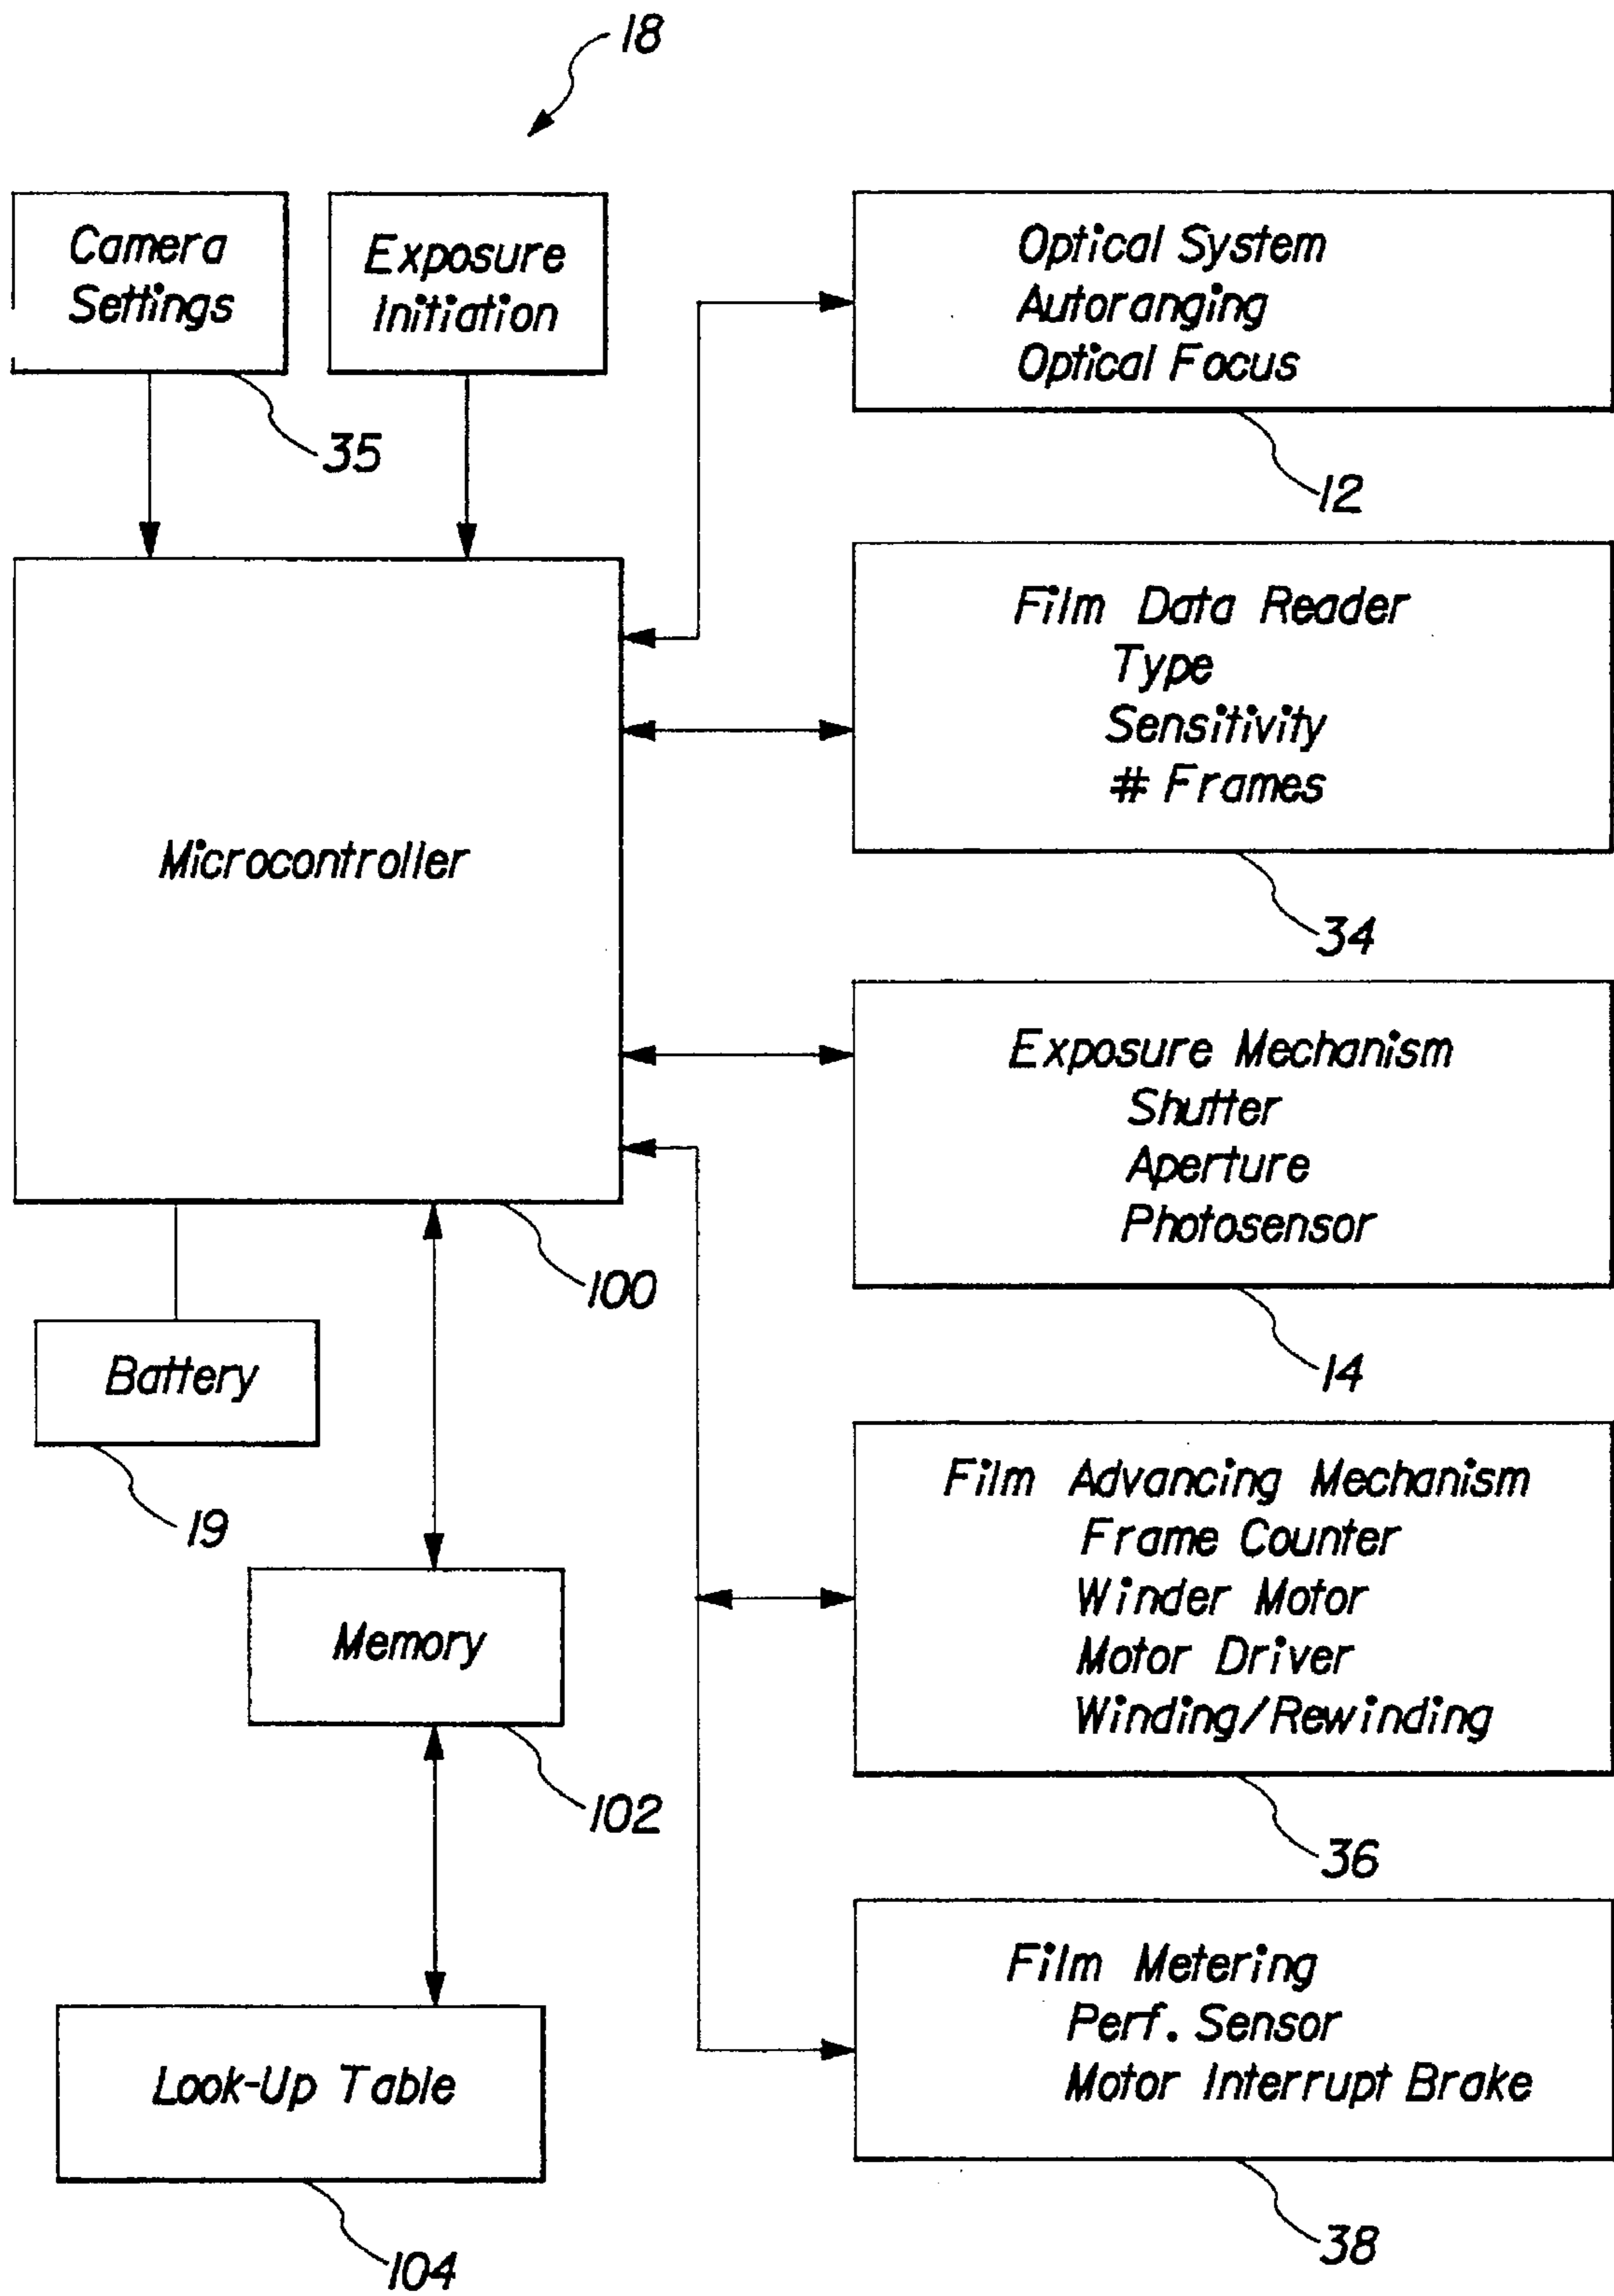 18
Camera
Settings
35
Exposure
Initiation
Optical System
Autoranging
Optical Focus
12
Film Data Reader
Type
Sensitivity
# Frames
34
Microcontroller
100
Exposure Mechanism
Shutter
Aperture
Photosensor
14
Battery
19
Film Advancing Mechanism
Frame Counter
Winder Motor
Motor Driver
Winding/Rewinding
36
Memory
102
Film Metering
Perf. Sensor
Motor Interrupt Brake
38
Look-Up Table
104